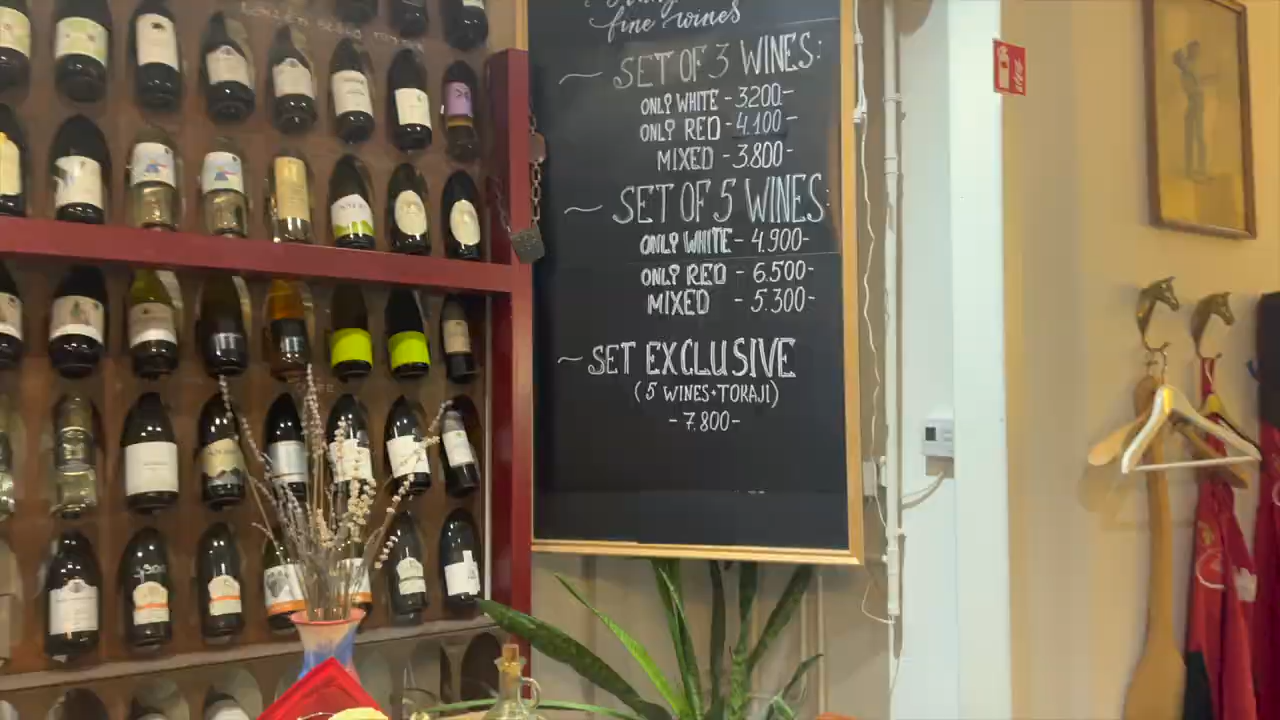 fine wines
~ SET OF 3 WINES:
ONLY WHITE - 3.200-
ONLY RED - 4.100-
MIXED - 3.800-
~ SET OF 5 WINES:
ONLY WHITE - 4.900-
ONLY RED - 6.500-
MIXED - 5.300-
~ SET EXCLUSIVE
(5 WINES+TOKAJI)
- 7.800-